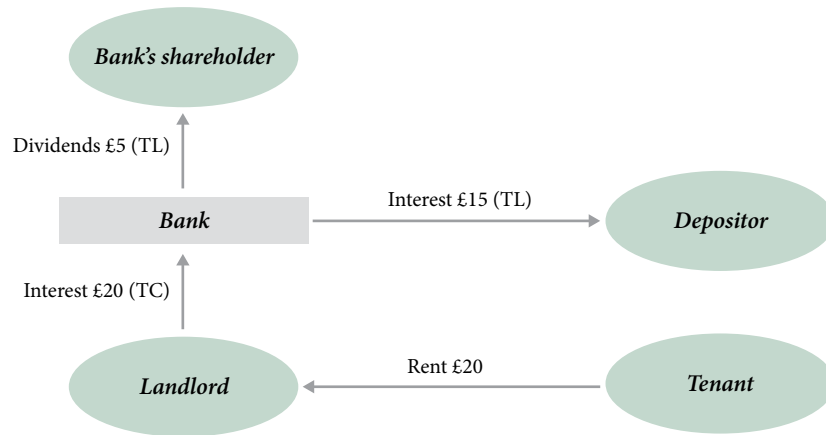 Bank's shareholder
Dividends £5 (TL)
Bank
Interest £15 (TL)
Depositor
Interest £20 (TC)
Landlord
Rent £20
Tenant